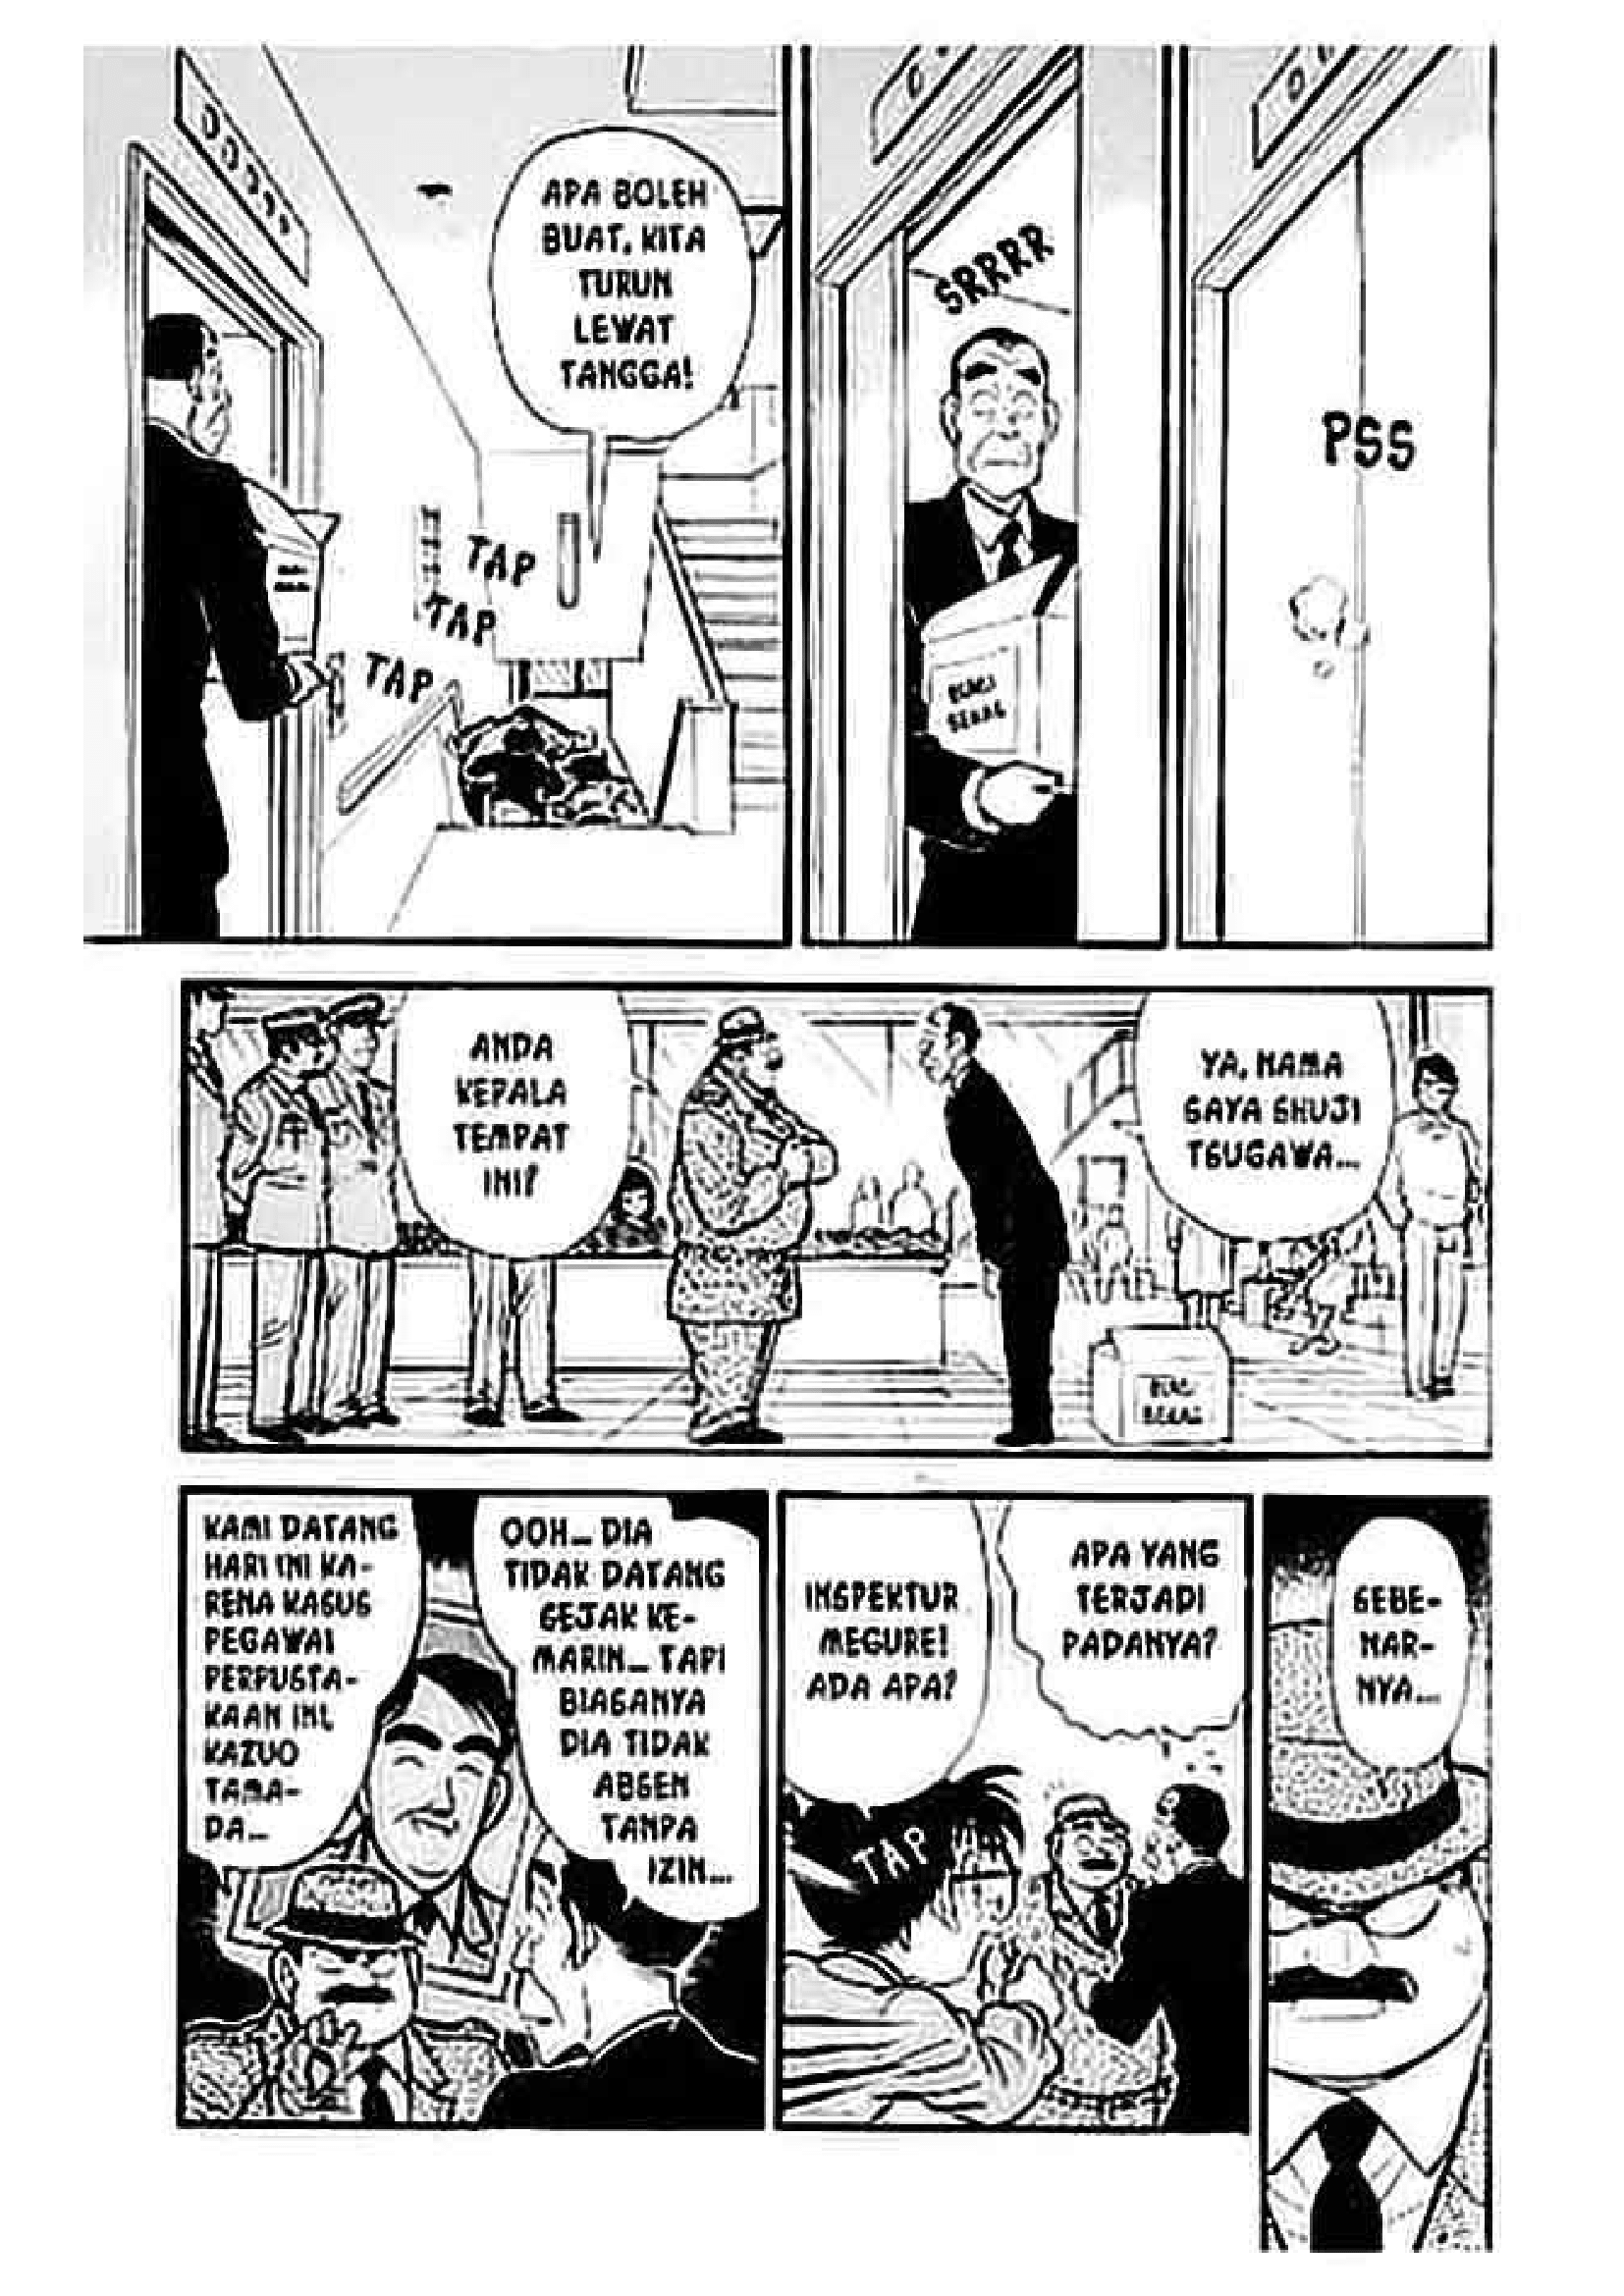 APA BOLEH
BUAT, KITA
TURUN
LEWAT
TANGGA!
TAP
TAP
TAP
SRRRR
PSS
ANDA
KEPALA
TEMPAT
INI?
YA, NAMA
SAYA SHUJI
TSUGAWA...
KAMI DATANG
HARI INI KA-
RENA KASUS
PEGAWAI
PERPUSTA-
KAAN INI,
KAZUO
TAMA-
DA...
OOH... DIA
TIDAK DATANG
SEJAK KE-
MARIN... TAPI
BIASANYA
DIA TIDAK
ABSEN
TANPA
IZIN...
INSPEKTUR
MEGURE!
ADA APA?
APA YANG
TERJADI
PADANYA?
TAP
SEBE-
NAR-
NYA...